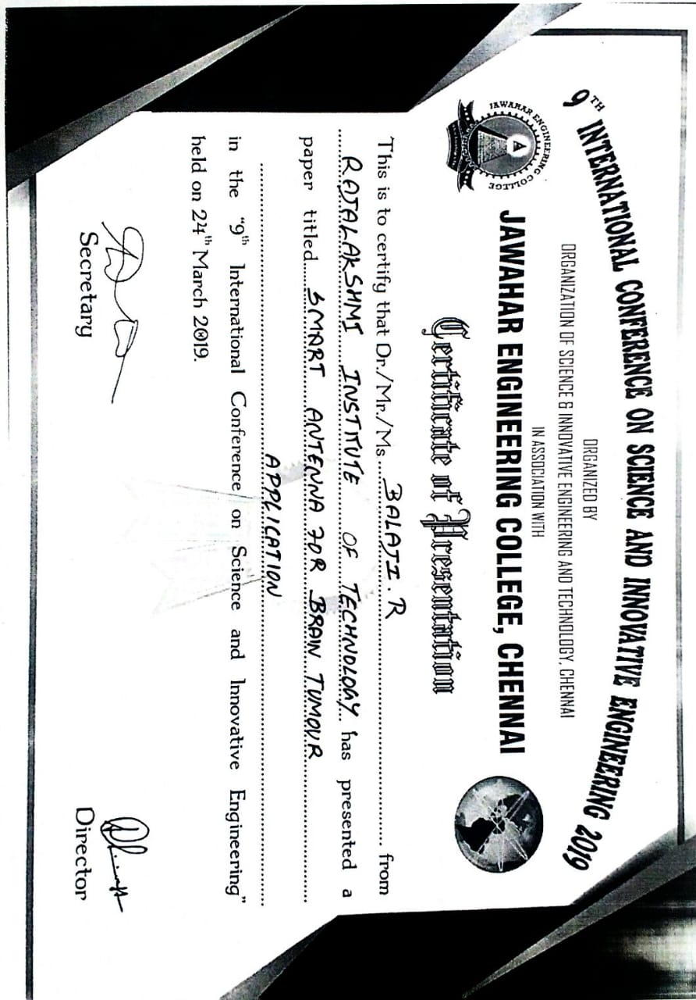 9TH INTERNATIONAL CONFERENCE ON SCIENCE AND INNOVATIVE ENGINEERING 2019
ORGANIZED BY
ORGANIZATION OF SCIENCE & INNOVATIVE ENGINEERING AND TECHNOLOGY, CHENNAI
IN ASSOCIATION WITH
JAWAHAR ENGINEERING COLLEGE
JAWAHAR ENGINEERING COLLEGE, CHENNAI
Certificate of Presentation
This is to certify that Dr./Mr./Ms. BALAJI. R from
RAJALAKSHMI INSTITUTE OF TECHNOLOGY has presented a
paper titled SMART ANTENNA FOR BRAIN TUMOUR
APPLICATION
in the "9th International Conference on Science and Innovative Engineering"
held on 24th March 2019.
Secretary
Director